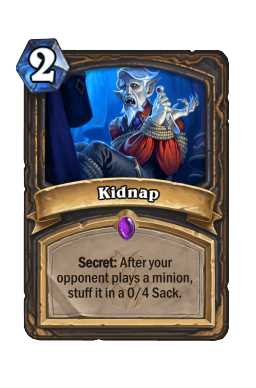 2
Kidnap
Secret: After your
opponent plays a minion,
stuff it in a 0/4 Sack.